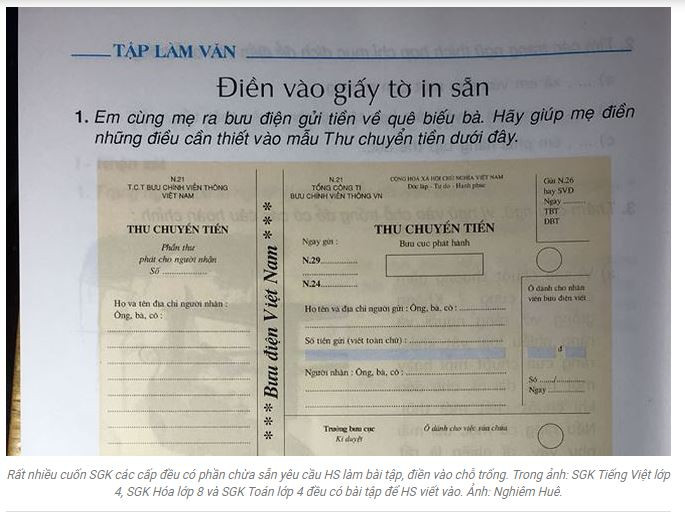 TẬP LÀM VĂN
Điền vào giấy tờ in sẵn
1. Em cùng mẹ ra bưu điện gửi tiền về quê biếu bà. Hãy giúp mẹ điền
những điều cần thiết vào mẫu Thư chuyển tiền dưới đây.
N.21
T.C.T BƯU CHÍNH VIỄN THÔNG
VIỆT NAM
THƯ CHUYỂN TIỀN
Phần thư
phát cho người nhận
Số ....................
Họ và tên địa chỉ người nhân :
Ông, bà, cô :
*** Bưu điện Việt Nam ***
N.21
TỔNG CÔNG TI
BƯU CHÍNH VIỄN THÔNG VN
CỘNG HOÀ XÃ HỘI CHỦ NGHĨA VIỆT NAM
Độc lập - Tự do - Hạnh phúc
THƯ CHUYỂN TIỀN
Ngày gửi :
Bưu cục phát hành
N.29................
N.24................
Họ tên và địa chỉ người gửi : Ông, bà, cô : ....................
Số tiền gửi (viết toàn chữ) : ....................
Người nhân : Ông, bà, cô : ....................
Trưởng bưu cục
Kí duyệt
Ô dành cho việc sửa chữa
Gửi N.26
hay SVD
Ngày ..........
TBT
ĐBT
Ô dành cho nhân
viên bưu điện viết
đ
Số ....../..........
Ngày ..........
Rất nhiều cuốn SGK các cấp đều có phần chừa sẵn yêu cầu HS làm bài tập, điền vào chỗ trống. Trong ảnh: SGK Tiếng Việt lớp
4, SGK Hóa lớp 8 và SGK Toán lớp 4 đều có bài tập để HS viết vào. Ảnh: Nghiêm Huê.